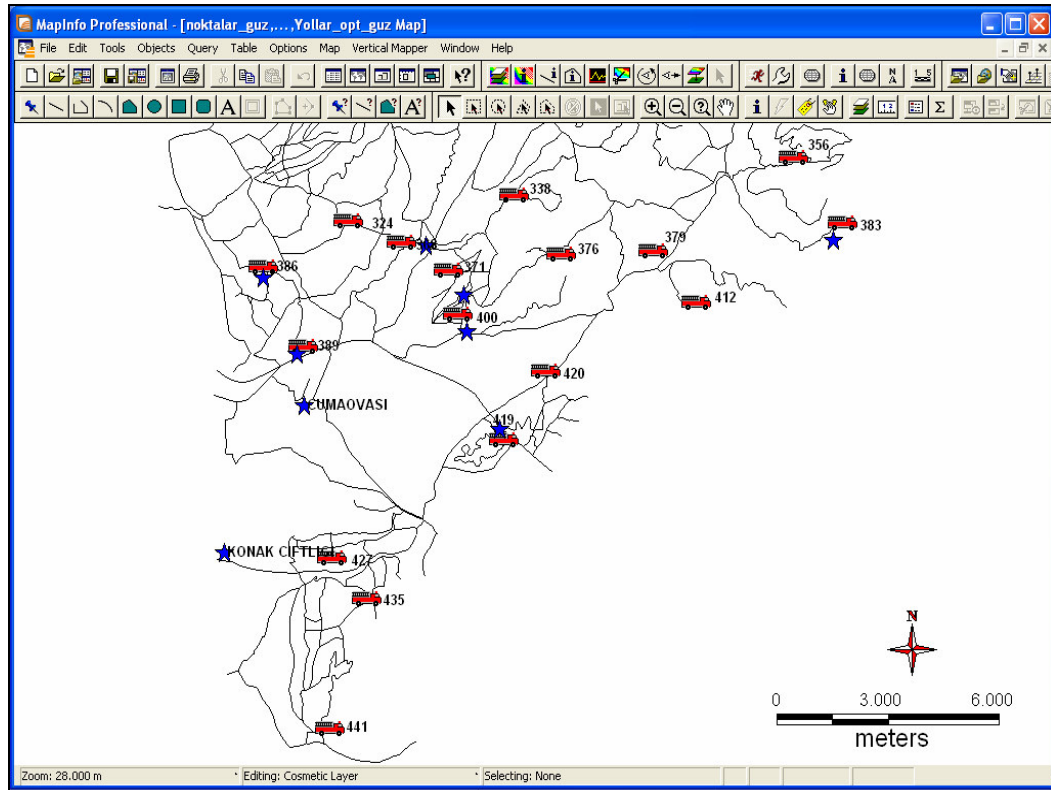 MapInfo Professional - [noktalar_guz,...,Yollar_opt_guz Map]
File Edit Tools Objects Query Table Options Map Vertical Mapper Window Help
356
338
383
324
379
376
371
386
412
400
389
420
CUMAOVASI
419
KONAK CIFTLIGI
427
435
N
0 3.000 6.000
441
meters
Zoom: 28.000 m Editing: Cosmetic Layer Selecting: None